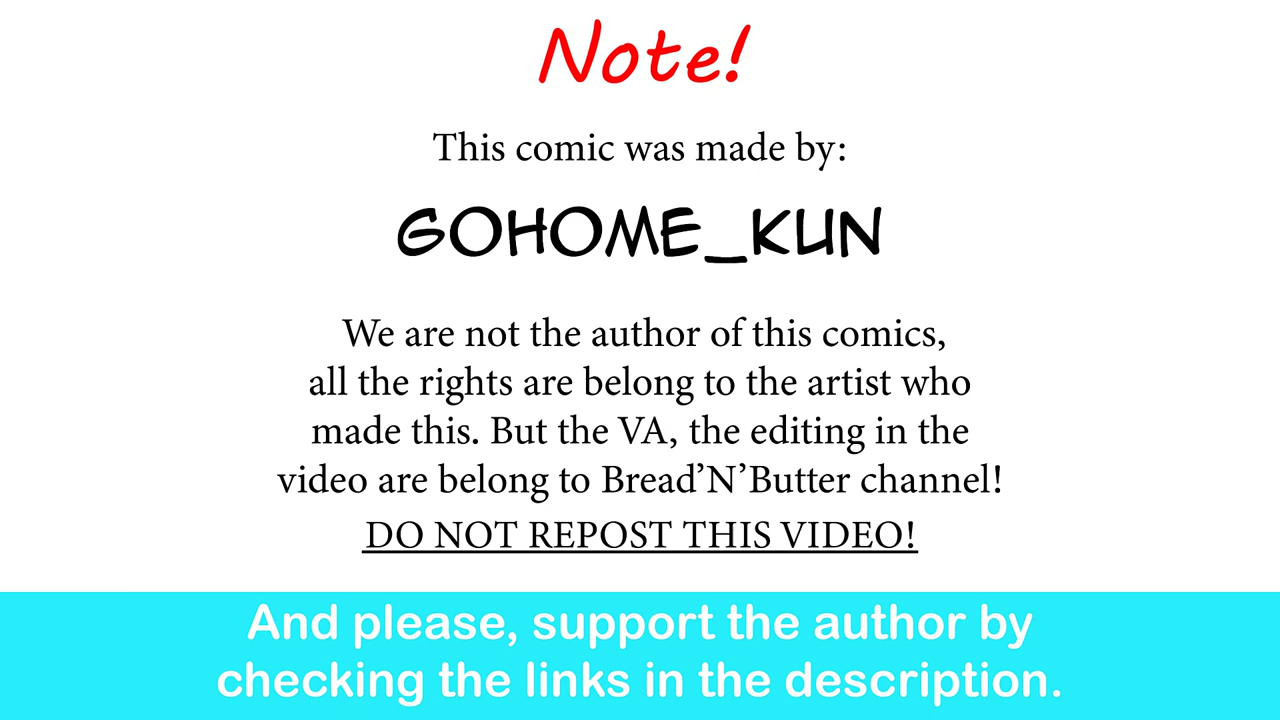 Note!
This comic was made by:
GOHOME_KUN
We are not the author of this comics,
all the rights are belong to the artist who
made this. But the VA, the editing in the
video are belong to Bread’N’Butter channel!
DO NOT REPOST THIS VIDEO!
And please, support the author by
checking the links in the description.